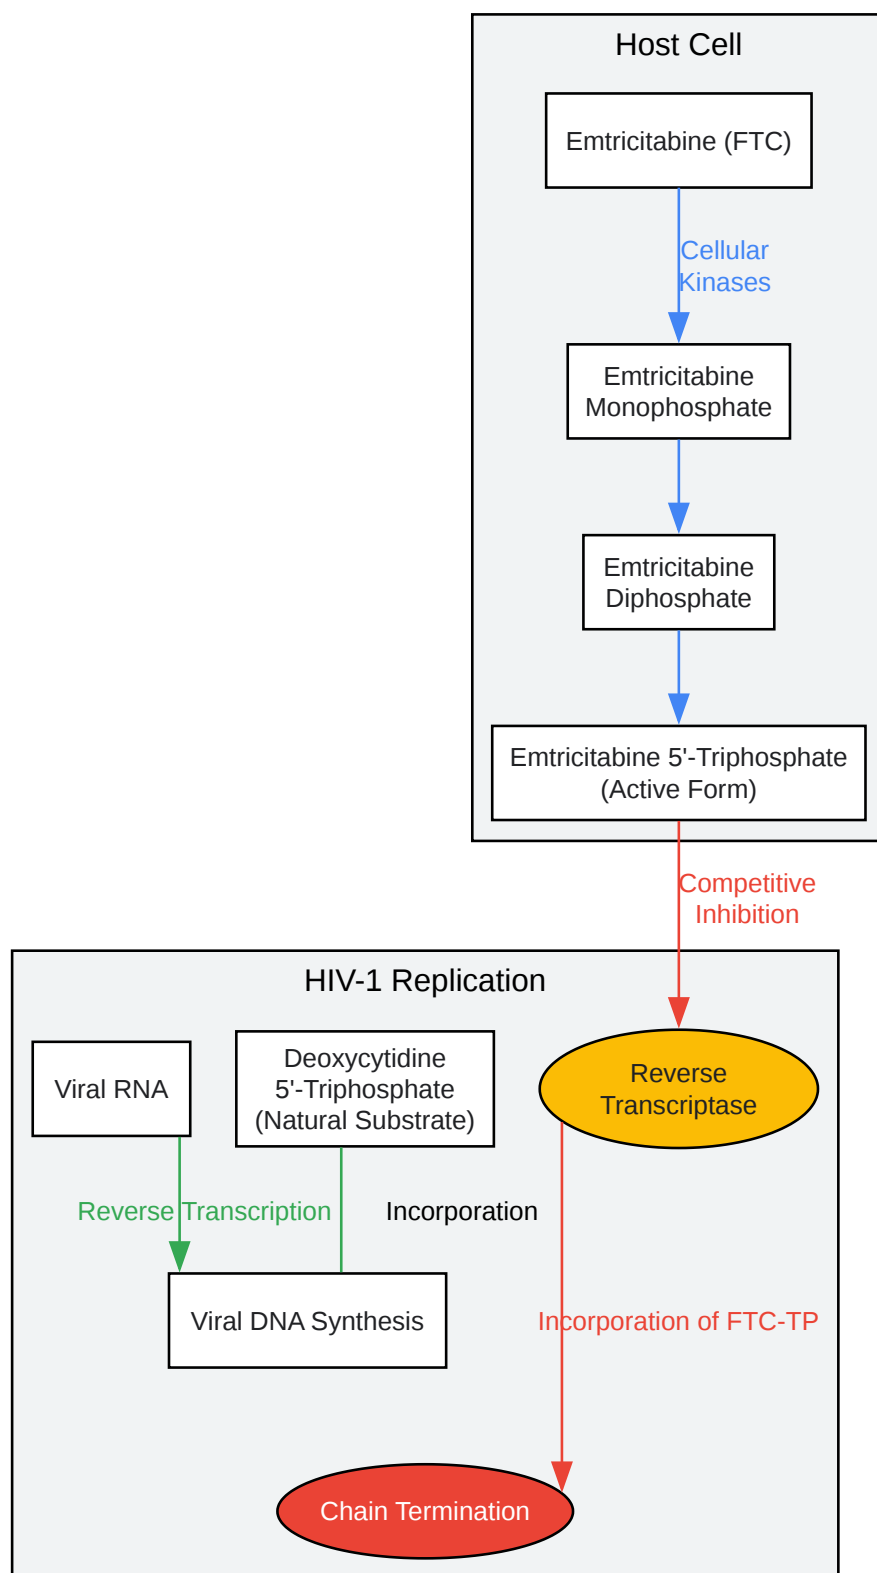 Host Cell
Emtricitabine (FTC)
Cellular
Kinases
Emtricitabine
Monophosphate
Emtricitabine
Diphosphate
Emtricitabine 5'-Triphosphate
(Active Form)
Competitive
Inhibition
HIV-1 Replication
Viral RNA
Deoxycytidine
5'-Triphosphate
(Natural Substrate)
Reverse
Transcriptase
Reverse Transcription
Incorporation
Viral DNA Synthesis
Incorporation of FTC-TP
Chain Termination